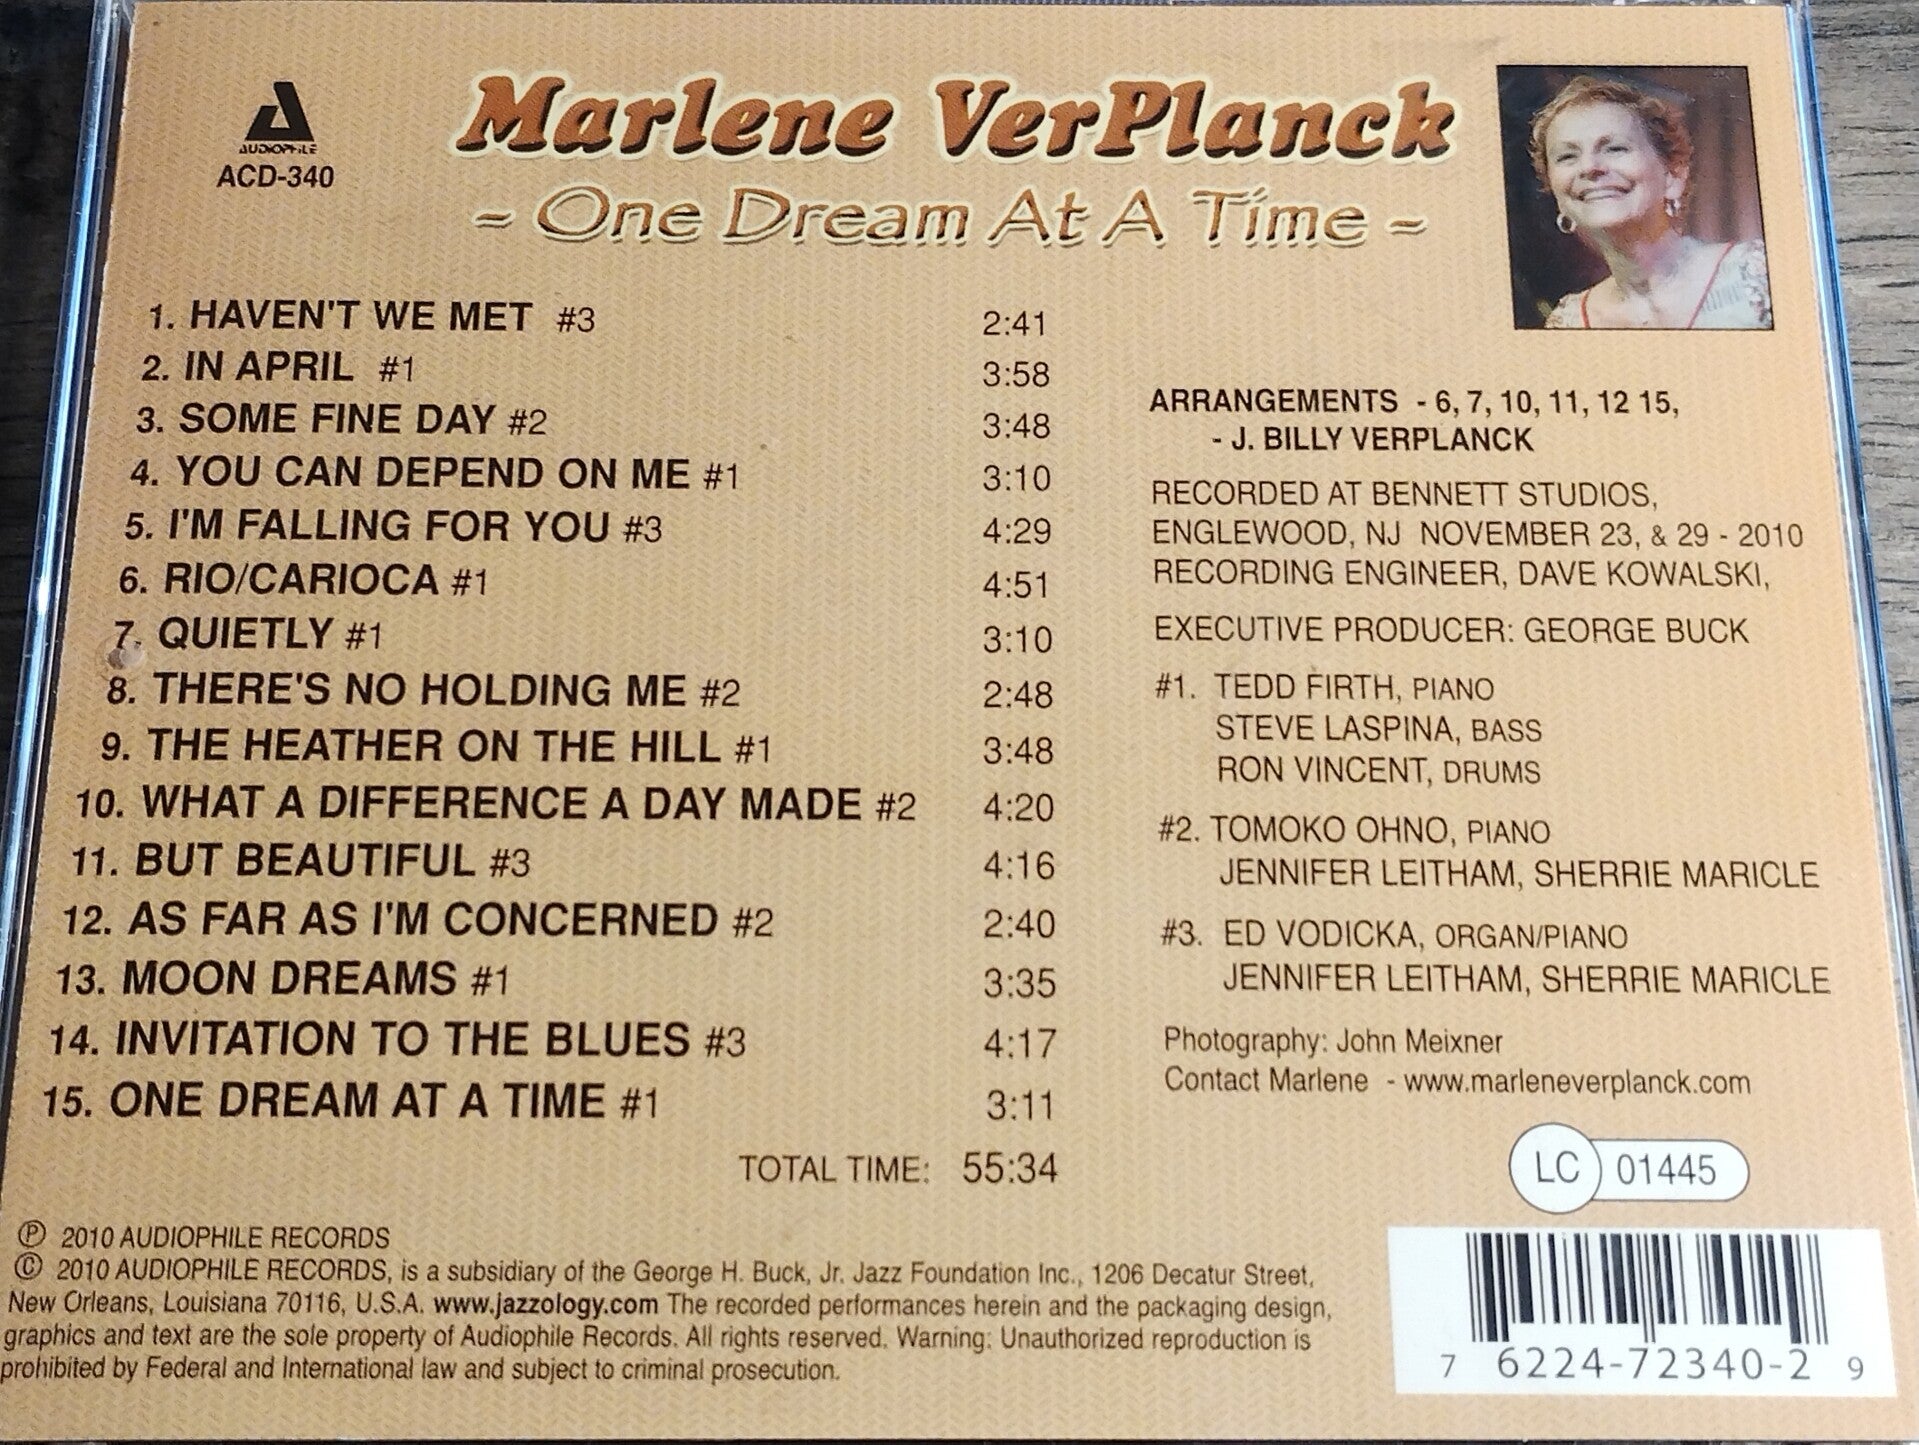 AUDIOPHILE
ACD-340
Marlene VerPlanck
~ One Dream At A Time ~
1. HAVEN'T WE MET #3 2:41
2. IN APRIL #1 3:58
3. SOME FINE DAY #2 3:48
4. YOU CAN DEPEND ON ME #1 3:10
5. I'M FALLING FOR YOU #3 4:29
6. RIO/CARIOCA #1 4:51
7. QUIETLY #1 3:10
8. THERE'S NO HOLDING ME #2 2:48
9. THE HEATHER ON THE HILL #1 3:48
10. WHAT A DIFFERENCE A DAY MADE #2 4:20
11. BUT BEAUTIFUL #3 4:16
12. AS FAR AS I'M CONCERNED #2 2:40
13. MOON DREAMS #1 3:35
14. INVITATION TO THE BLUES #3 4:17
15. ONE DREAM AT A TIME #1 3:11
TOTAL TIME: 55:34
ARRANGEMENTS - 6, 7, 10, 11, 12 15,
- J. BILLY VERPLANCK
RECORDED AT BENNETT STUDIOS,
ENGLEWOOD, NJ NOVEMBER 23, & 29 - 2010
RECORDING ENGINEER, DAVE KOWALSKI,
EXECUTIVE PRODUCER: GEORGE BUCK
#1. TEDD FIRTH, PIANO
STEVE LASPINA, BASS
RON VINCENT, DRUMS
#2. TOMOKO OHNO, PIANO
JENNIFER LEITHAM, SHERRIE MARICLE
#3. ED VODICKA, ORGAN/PIANO
JENNIFER LEITHAM, SHERRIE MARICLE
Photography: John Meixner
Contact Marlene - www.marleneverplanck.com
LC 01445
Ⓟ 2010 AUDIOPHILE RECORDS
© 2010 AUDIOPHILE RECORDS, is a subsidiary of the George H. Buck, Jr. Jazz Foundation Inc., 1206 Decatur Street,
New Orleans, Louisiana 70116, U.S.A. www.jazzology.com The recorded performances herein and the packaging design,
graphics and text are the sole property of Audiophile Records. All rights reserved. Warning: Unauthorized reproduction is
prohibited by Federal and International law and subject to criminal prosecution.
7 6224-72340-2 9